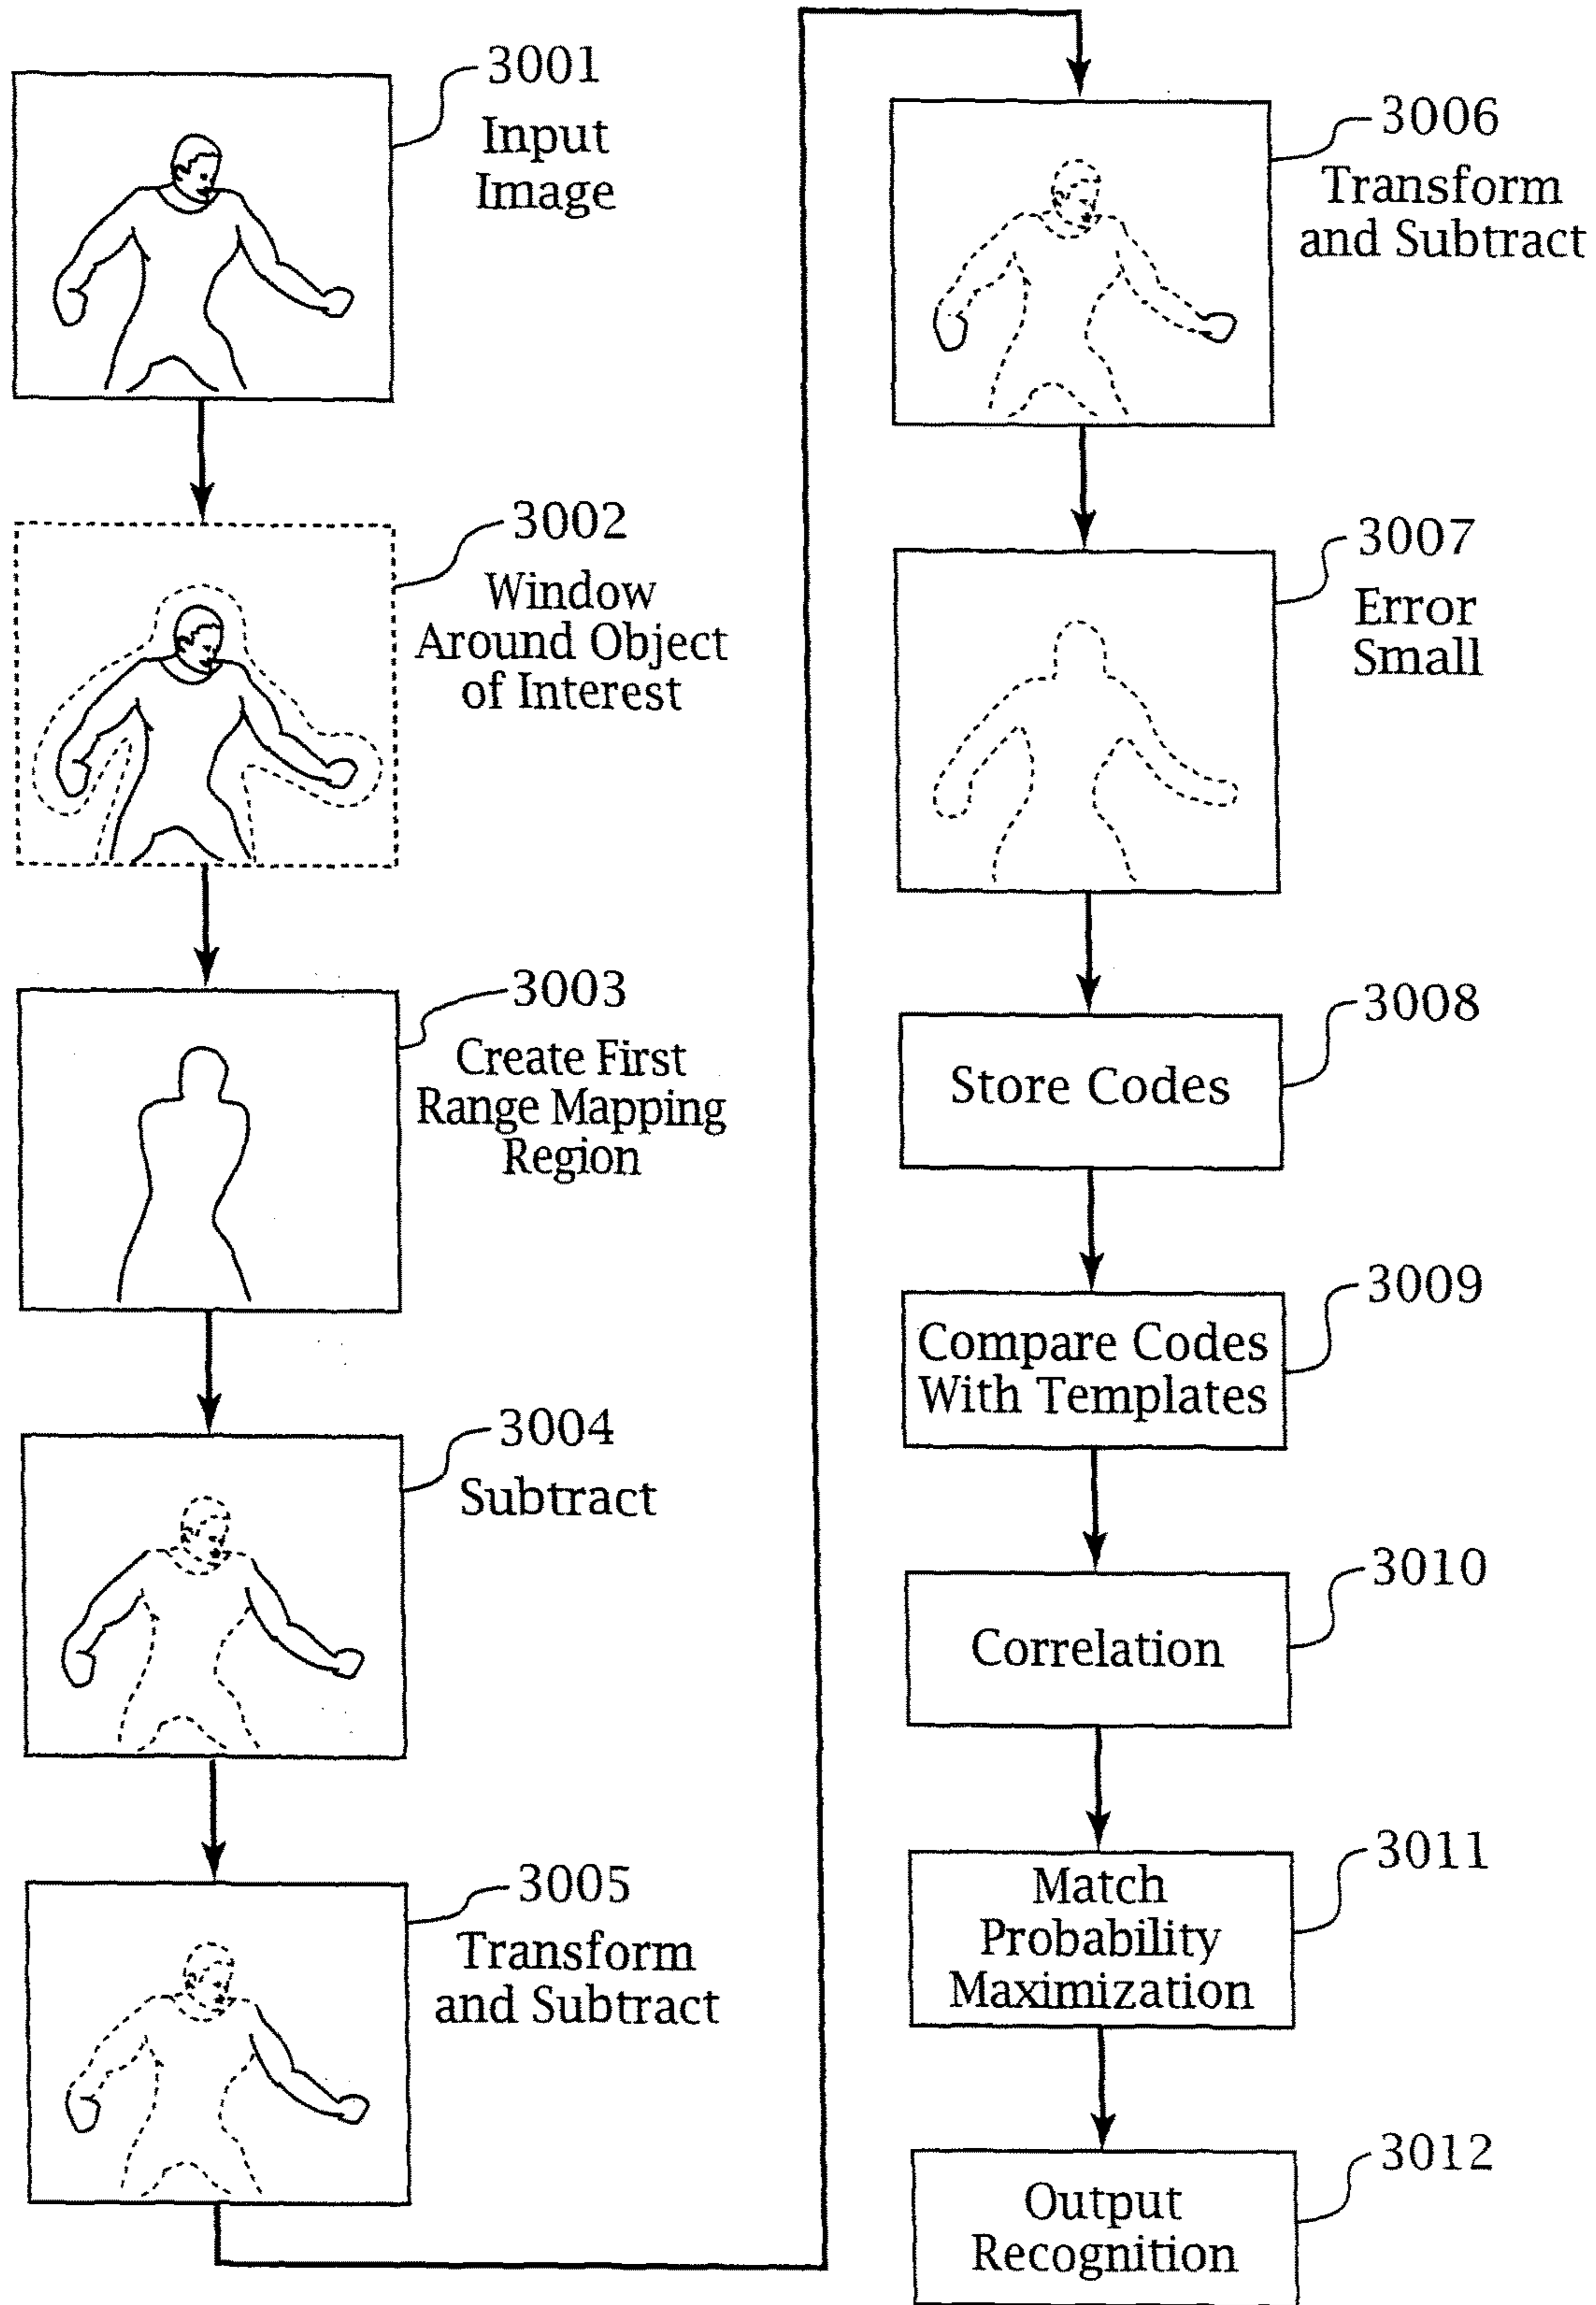 3001
Input
Image
3002
Window
Around Object
of Interest
3003
Create First
Range Mapping
Region
3004
Subtract
3005
Transform
and Subtract
3006
Transform
and Subtract
3007
Error
Small
3008
Store Codes
3009
Compare Codes
With Templates
3010
Correlation
3011
Match
Probability
Maximization
3012
Output
Recognition